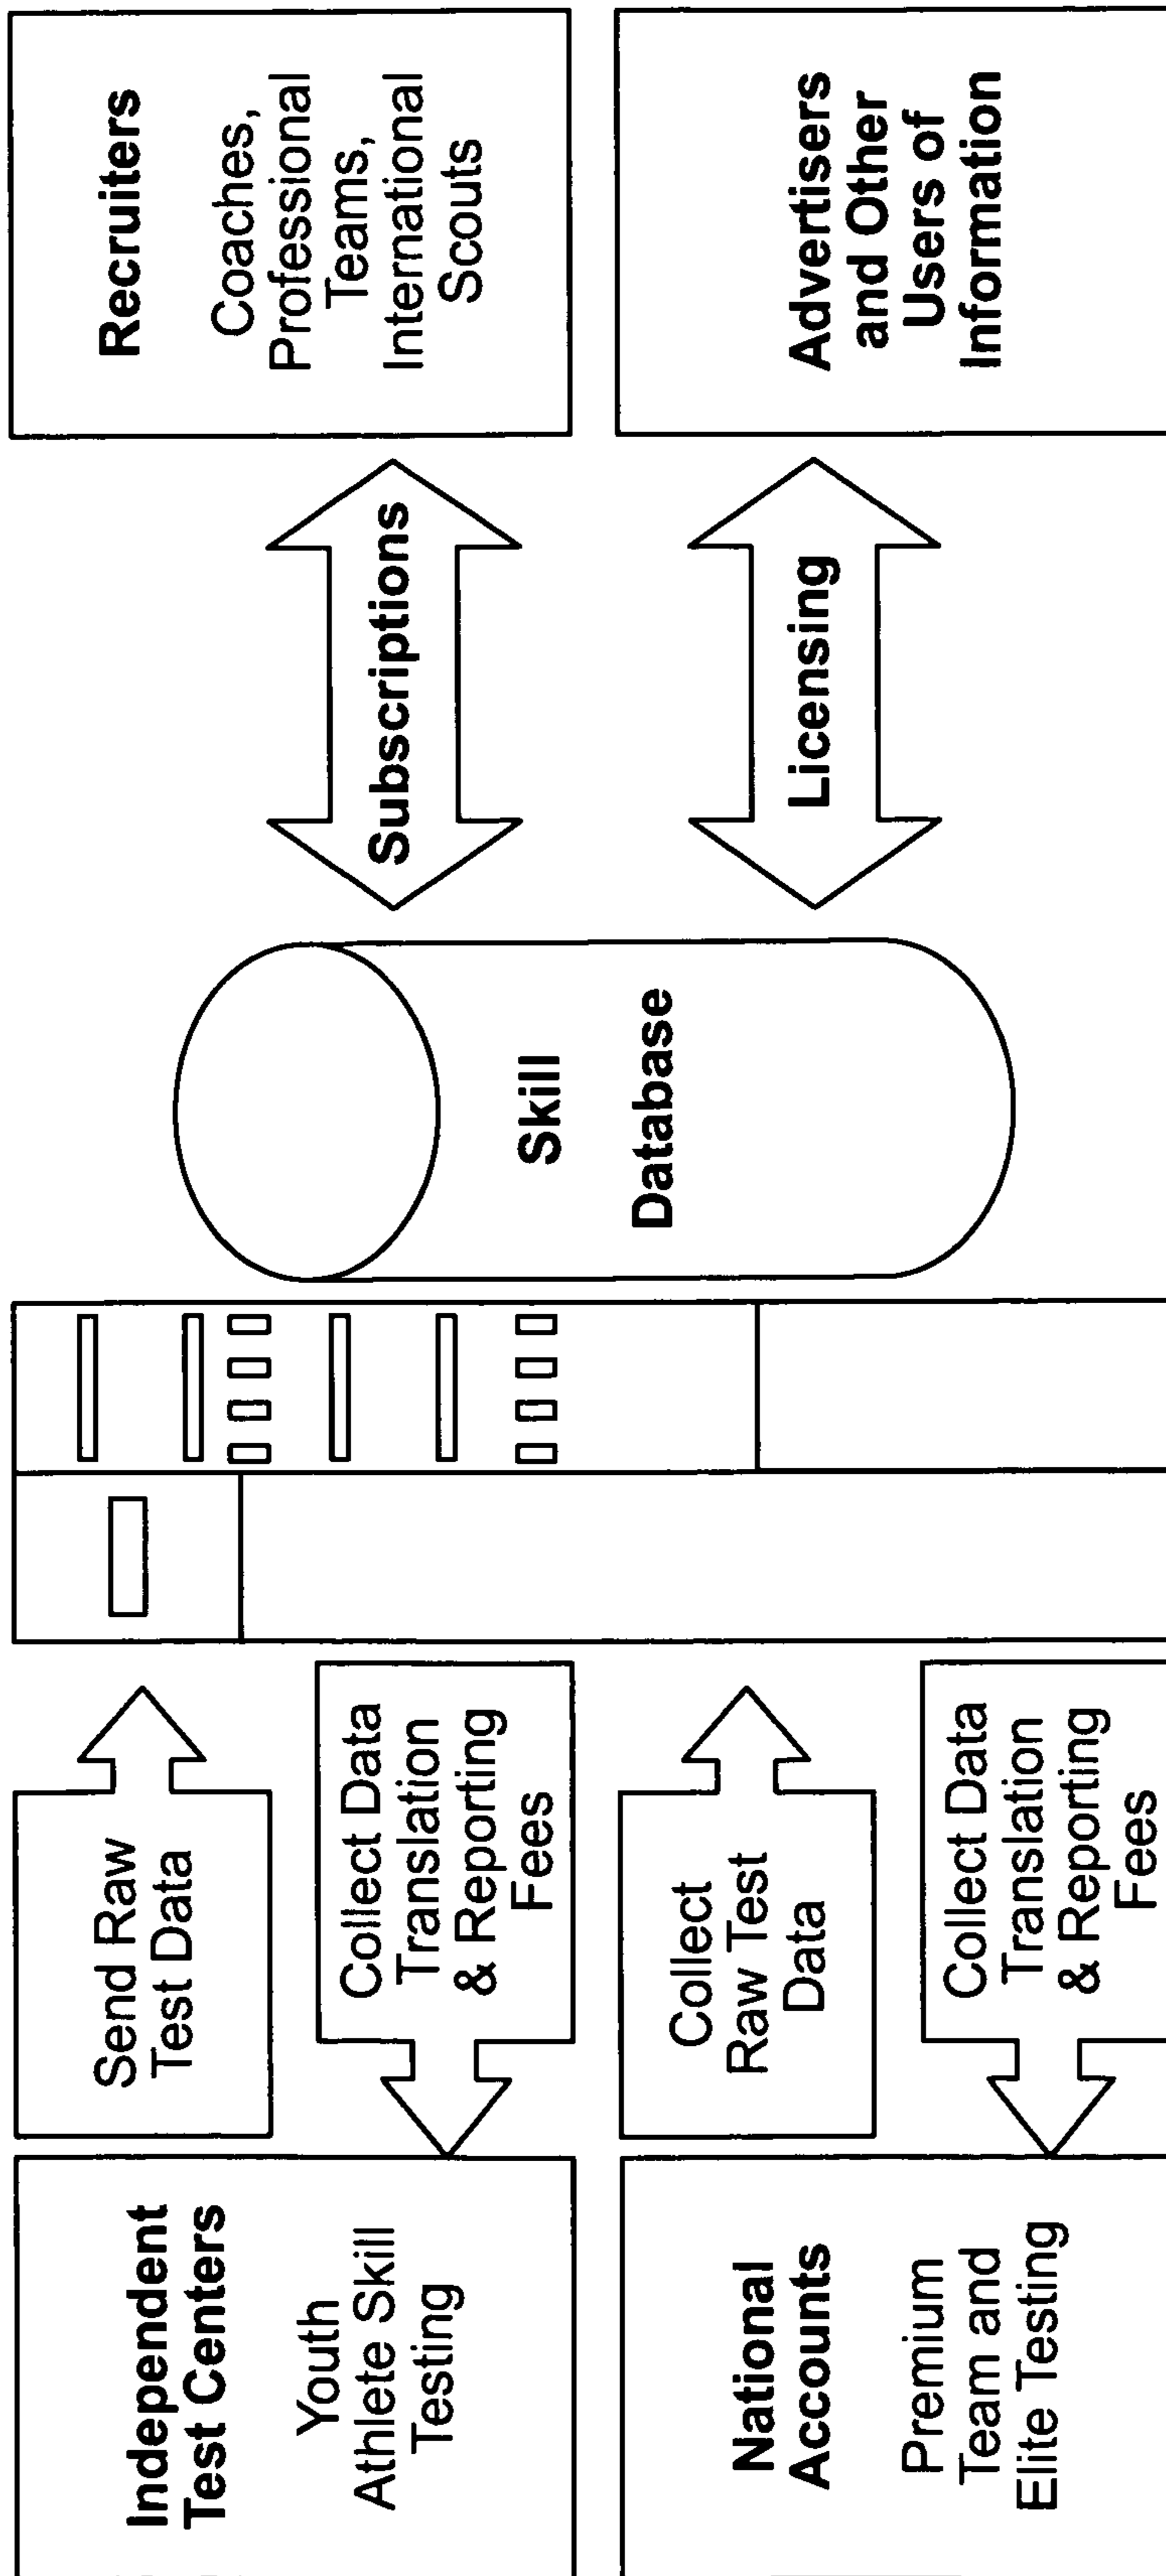 Independent
Test Centers
Youth
Athlete Skill
Testing
Send Raw
Test Data
Collect Data
Translation
& Reporting
Fees
National
Accounts
Premium
Team and
Elite Testing
Collect
Raw Test
Data
Collect Data
Translation
& Reporting
Fees
Skill
Database
Subscriptions
Licensing
Recruiters
Coaches,
Professional
Teams,
International
Scouts
Advertisers
and Other
Users of
Information